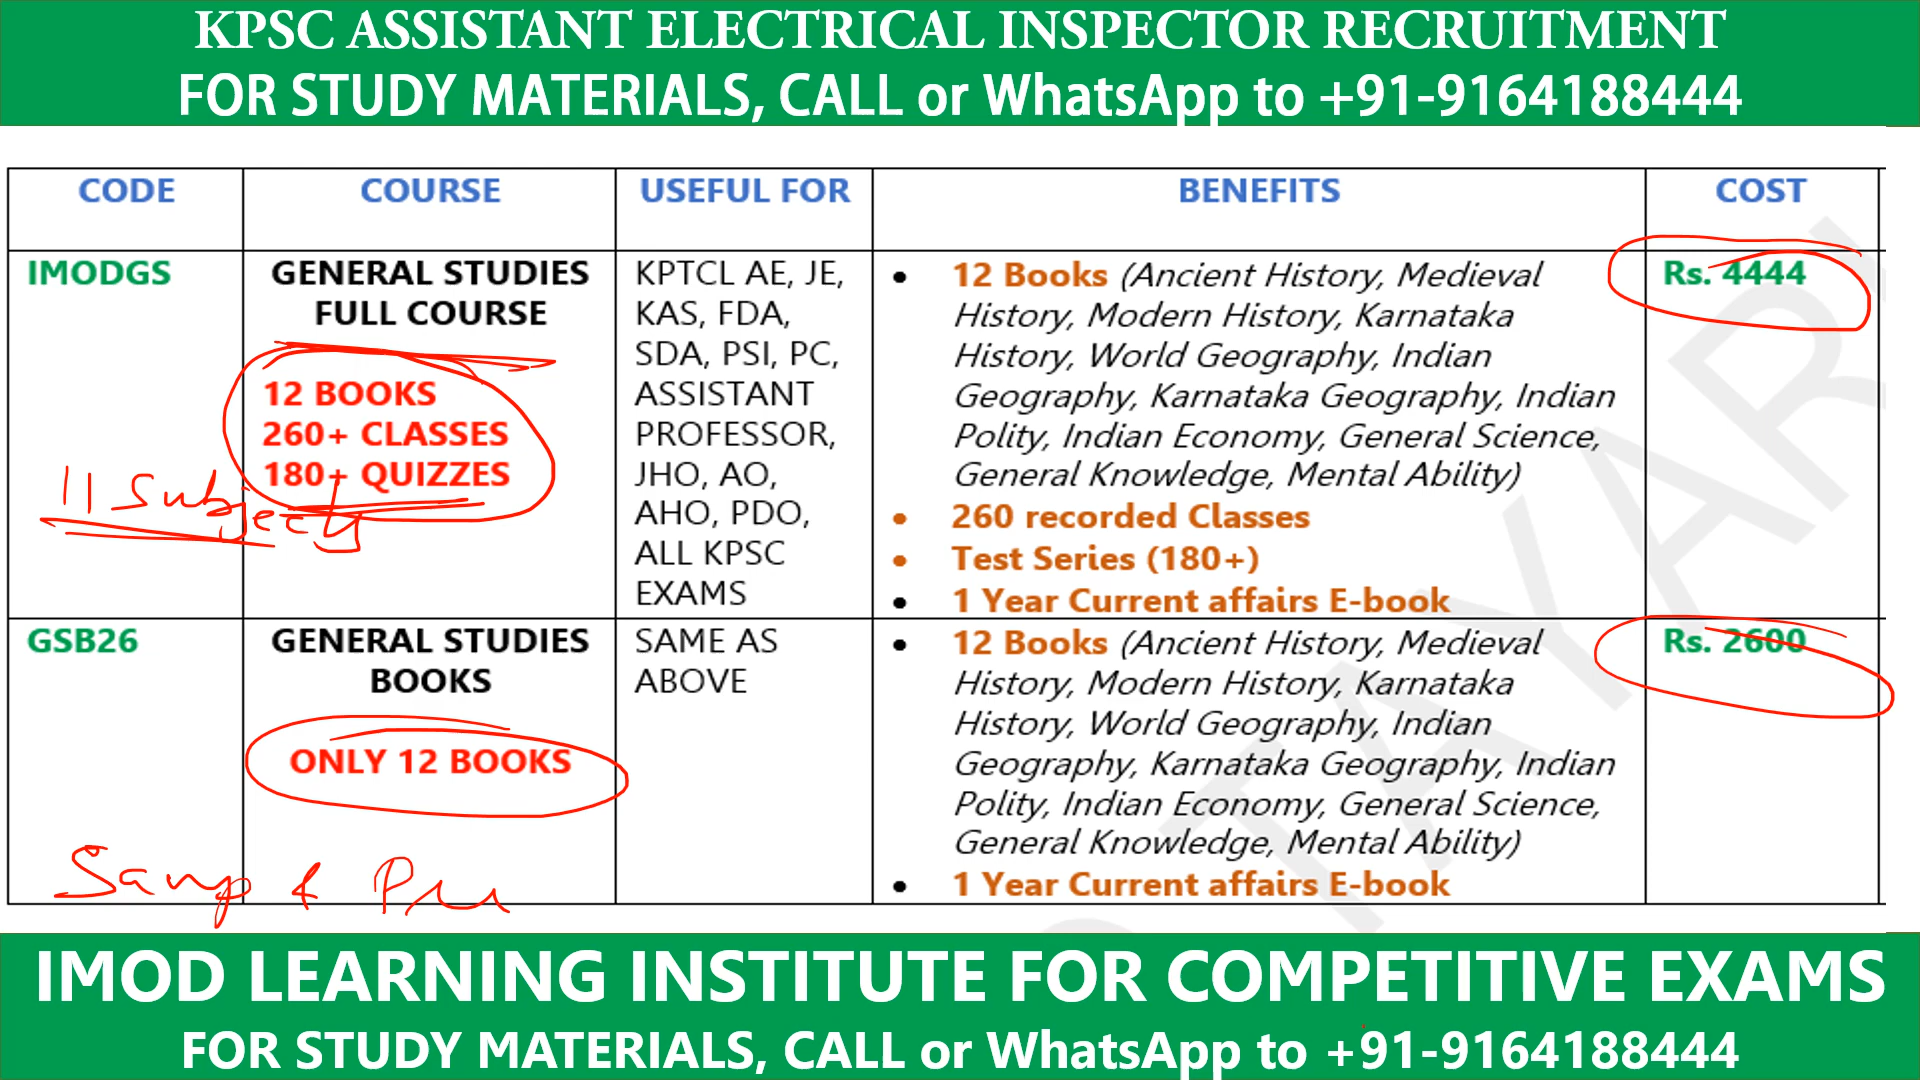 KPSC ASSISTANT ELECTRICAL INSPECTOR RECRUITMENT
FOR STUDY MATERIALS, CALL or WhatsApp to +91-9164188444
CODE
COURSE
USEFUL FOR
BENEFITS
COST
IMODGS
GENERAL STUDIES
FULL COURSE
12 BOOKS
260+ CLASSES
180+ QUIZZES
11 Subjects
KPTCL AE, JE,
KAS, FDA,
SDA, PSI, PC,
ASSISTANT
PROFESSOR,
JHO, AO,
AHO, PDO,
ALL KPSC
EXAMS
• 12 Books (Ancient History, Medieval
History, Modern History, Karnataka
History, World Geography, Indian
Geography, Karnataka Geography, Indian
Polity, Indian Economy, General Science,
General Knowledge, Mental Ability)
• 260 recorded Classes
• Test Series (180+)
• 1 Year Current affairs E-book
Rs. 4444
GSB26
GENERAL STUDIES
BOOKS
ONLY 12 BOOKS
SAME AS
ABOVE
• 12 Books (Ancient History, Medieval
History, Modern History, Karnataka
History, World Geography, Indian
Geography, Karnataka Geography, Indian
Polity, Indian Economy, General Science,
General Knowledge, Mental Ability)
• 1 Year Current affairs E-book
Rs. 2600
IMOD LEARNING INSTITUTE FOR COMPETITIVE EXAMS
FOR STUDY MATERIALS, CALL or WhatsApp to +91-9164188444